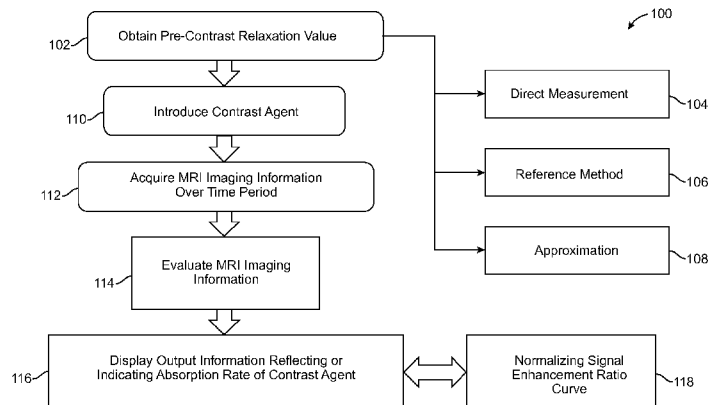 100
Obtain Pre-Contrast Relaxation Value
102
Direct Measurement
104
Introduce Contrast Agent
110
Reference Method
106
Acquire MRI Imaging Information
Over Time Period
112
Approximation
108
Evaluate MRI Imaging
Information
114
Display Output Information Reflecting or
Indicating Absorption Rate of Contrast Agent
116
Normalizing Signal
Enhancement Ratio
Curve
118